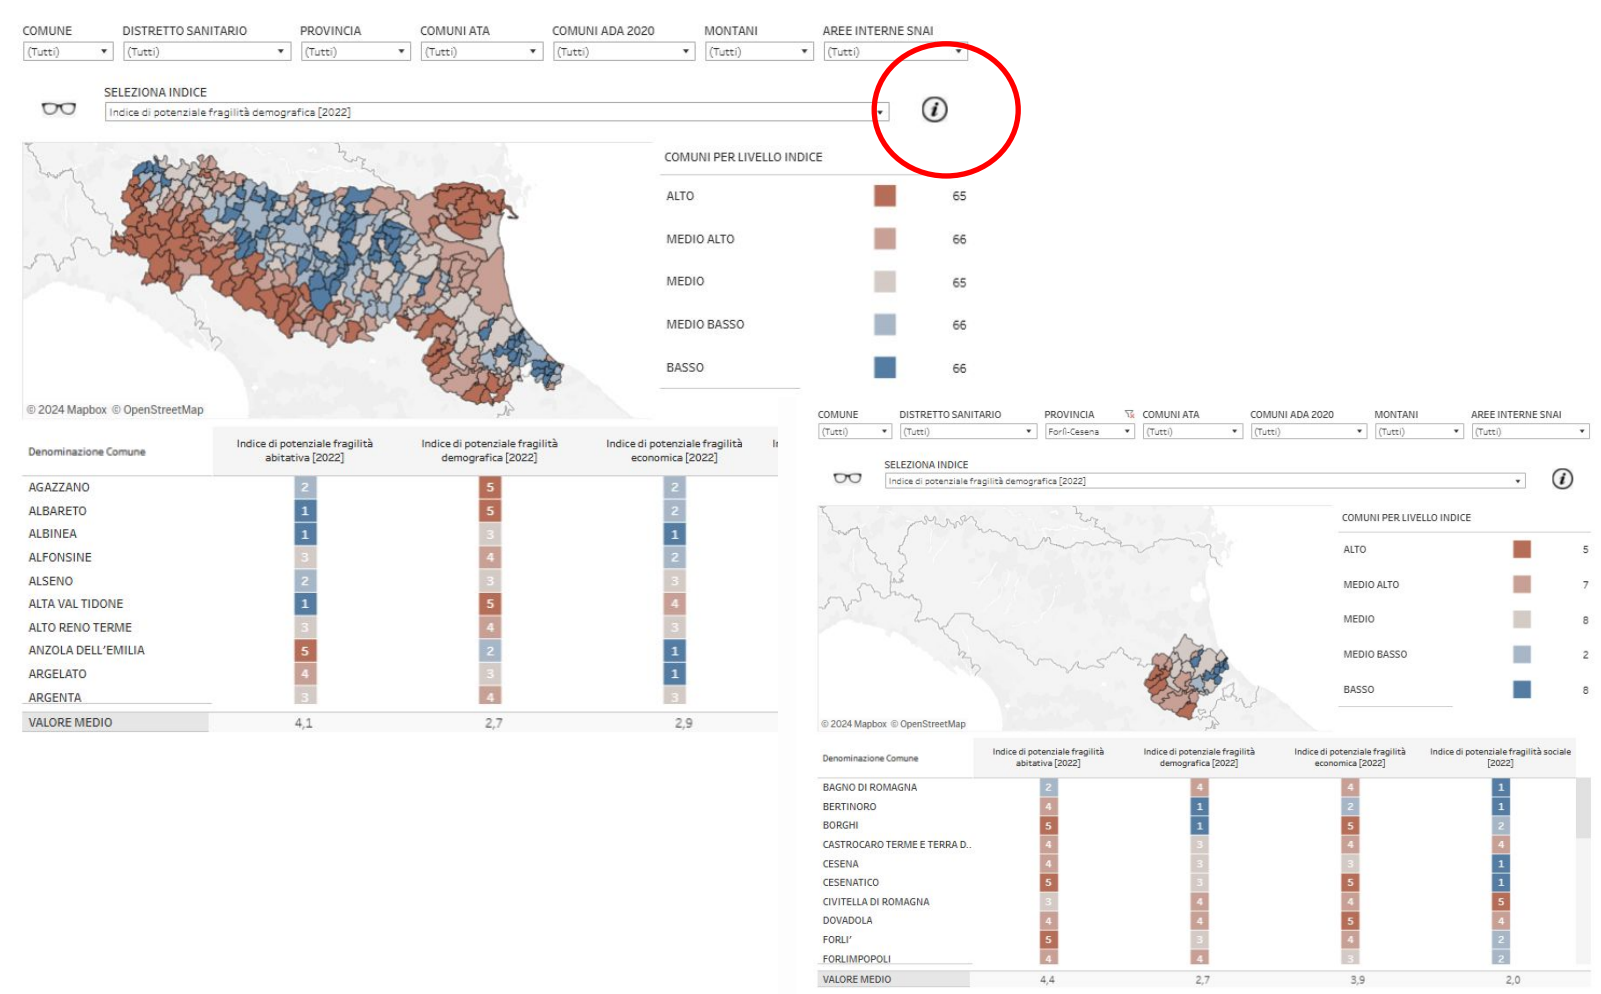 COMUNE DISTRETTO SANITARIO PROVINCIA COMUNI ATA COMUNI ADA 2020 MONTANI AREE INTERNE SNAI
(Tutti) (Tutti) (Tutti) (Tutti) (Tutti) (Tutti) (Tutti)
SELEZIONA INDICE
Indice di potenziale fragilità demografica [2022]
i
COMUNI PER LIVELLO INDICE
ALTO 65
MEDIO ALTO 66
MEDIO 65
MEDIO BASSO 66
BASSO 66
© 2024 Mapbox © OpenStreetMap
Denominazione Comune
Indice di potenziale fragilità
abitativa [2022]
Indice di potenziale fragilità
demografica [2022]
Indice di potenziale fragilità
economica [2022]
AGAZZANO 2 5 2
ALBARETO 1 5 2
ALBINEA 1 3 1
ALFONSINE 3 4 2
ALSENO 2 3 3
ALTA VAL TIDONE 1 5 4
ALTO RENO TERME 3 4 3
ANZOLA DELL'EMILIA 5 2 1
ARGELATO 4 3 1
ARGENTA 3 4 3
VALORE MEDIO 4,1 2,7 2,9
COMUNE DISTRETTO SANITARIO PROVINCIA COMUNI ATA COMUNI ADA 2020 MONTANI AREE INTERNE SNAI
(Tutti) (Tutti) Forlì-Cesena (Tutti) (Tutti) (Tutti) (Tutti)
SELEZIONA INDICE
Indice di potenziale fragilità demografica [2022]
i
COMUNI PER LIVELLO INDICE
ALTO 5
MEDIO ALTO 7
MEDIO 8
MEDIO BASSO 2
BASSO 8
© 2024 Mapbox © OpenStreetMap
Denominazione Comune
Indice di potenziale fragilità
abitativa [2022]
Indice di potenziale fragilità
demografica [2022]
Indice di potenziale fragilità
economica [2022]
Indice di potenziale fragilità sociale
[2022]
BAGNO DI ROMAGNA 2 4 4 1
BERTINORO 4 1 2 1
BORGHI 5 1 5 2
CASTROCARO TERME E TERRA D.. 4 3 4 4
CESENA 4 3 3 1
CESENATICO 5 3 5 1
CIVITELLA DI ROMAGNA 3 4 4 5
DOVADOLA 4 4 5 4
FORLI' 5 3 4 2
FORLIMPOPOLI 4 4 3 2
VALORE MEDIO 4,4 2,7 3,9 2,0